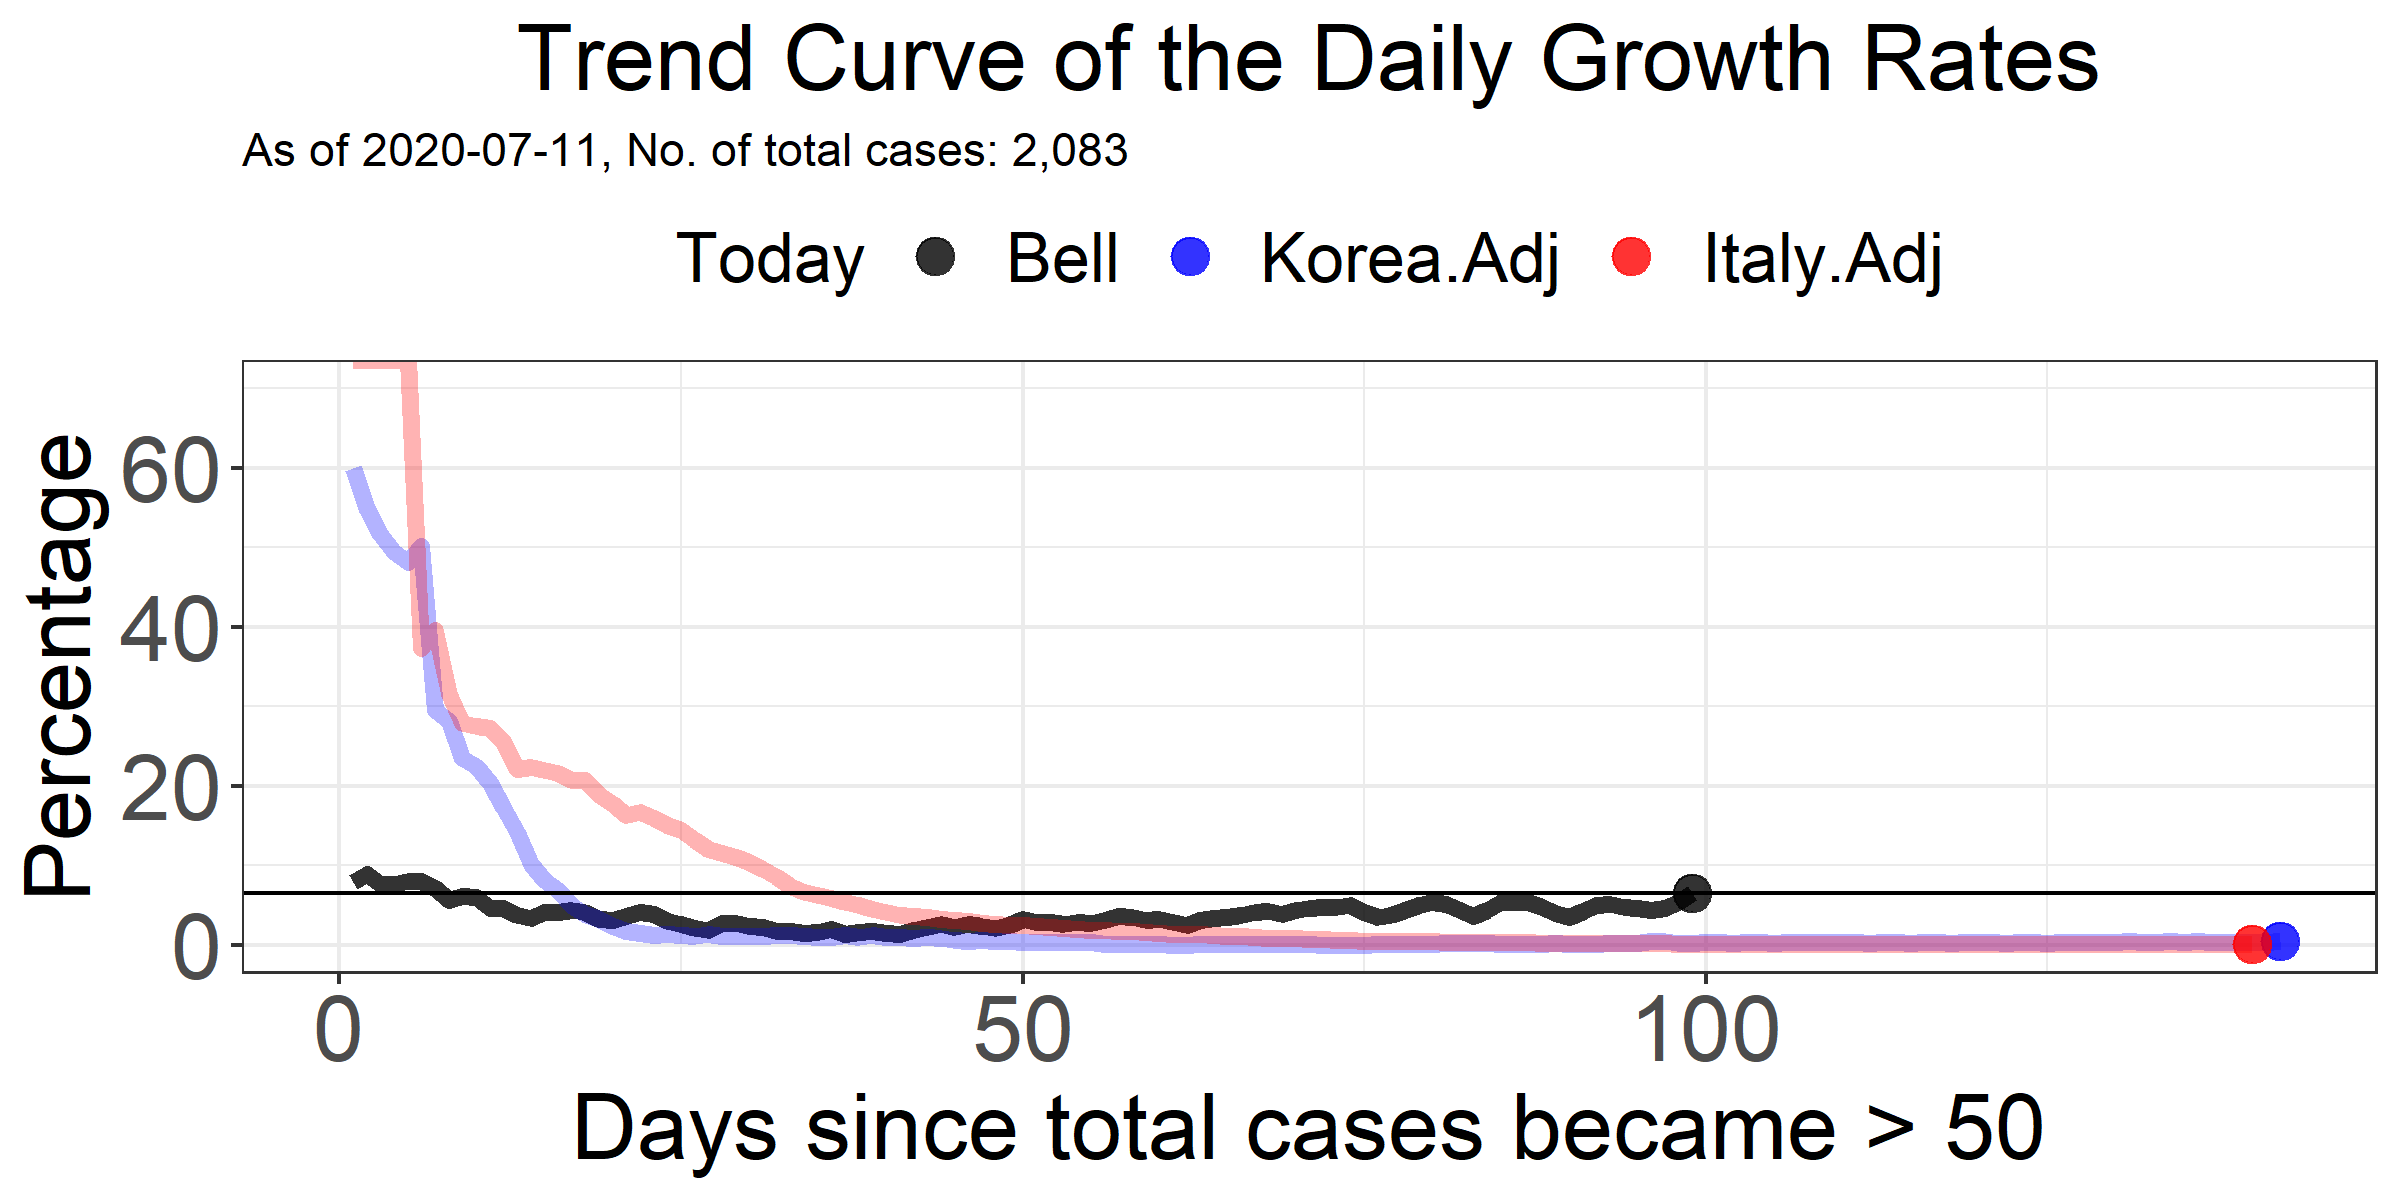 Trend Curve of the Daily Growth Rates
As of 2020-07-11, No. of total cases: 2,083
Today Bell Korea.Adj Italy.Adj
Percentage
60
40
20
0
0 50 100
Days since total cases became > 50